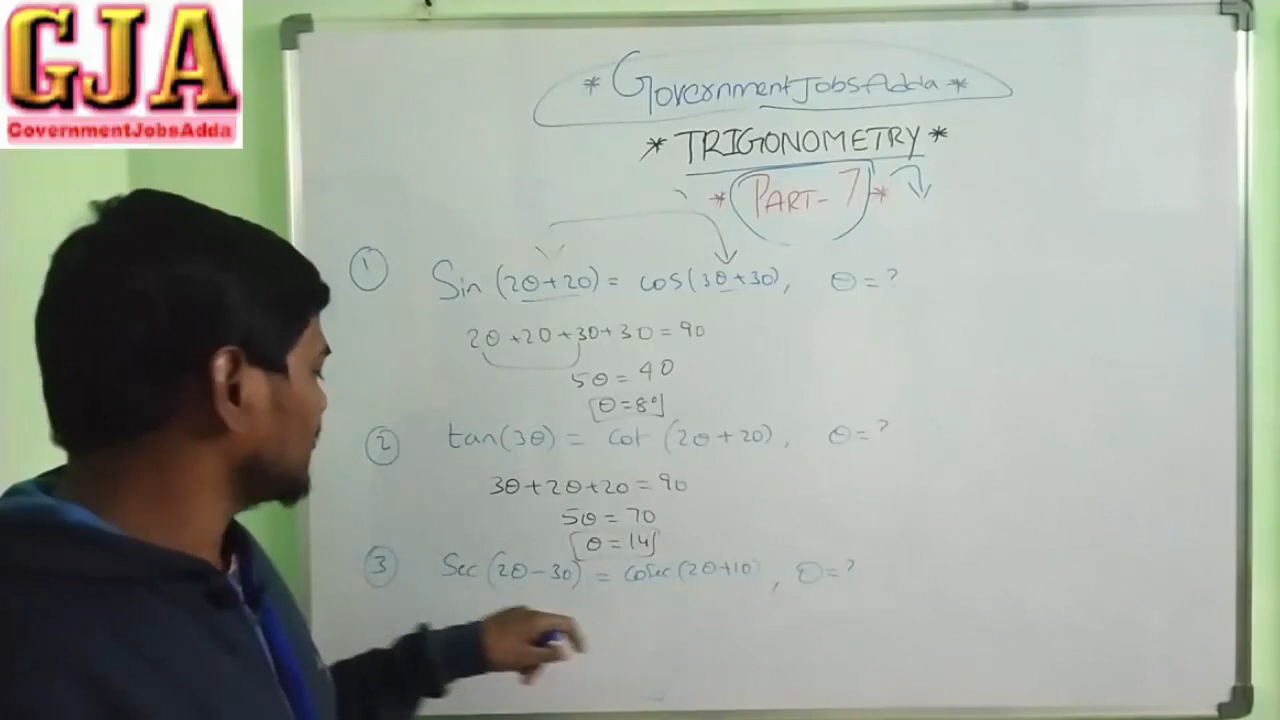 GJA
GovernmentJobsAdda
* GovernmentJobsAdda *
* TRIGONOMETRY *
* PART-7 *
① Sin (2θ+20) = cos(3θ+30), θ=?
2θ+20+3θ+30=90
5θ=40
[θ=8°]
② tan(3θ) = cot (2θ+20), θ=?
3θ+2θ+20=90
5θ=70
[θ=14]
③ Sec(2θ-30) = cosec(2θ+10), θ=?